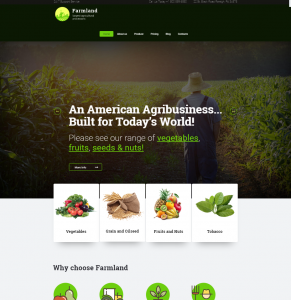 Farmland
Home About us Products Pricing Blog Contacts
An American Agribusiness...
Built for Today's World!
Please see our range of vegetables,
fruits, seeds & nuts!
More info
Vegetables
Grain and Oilseed
Fruits and Nuts
Tobacco
Why choose Farmland